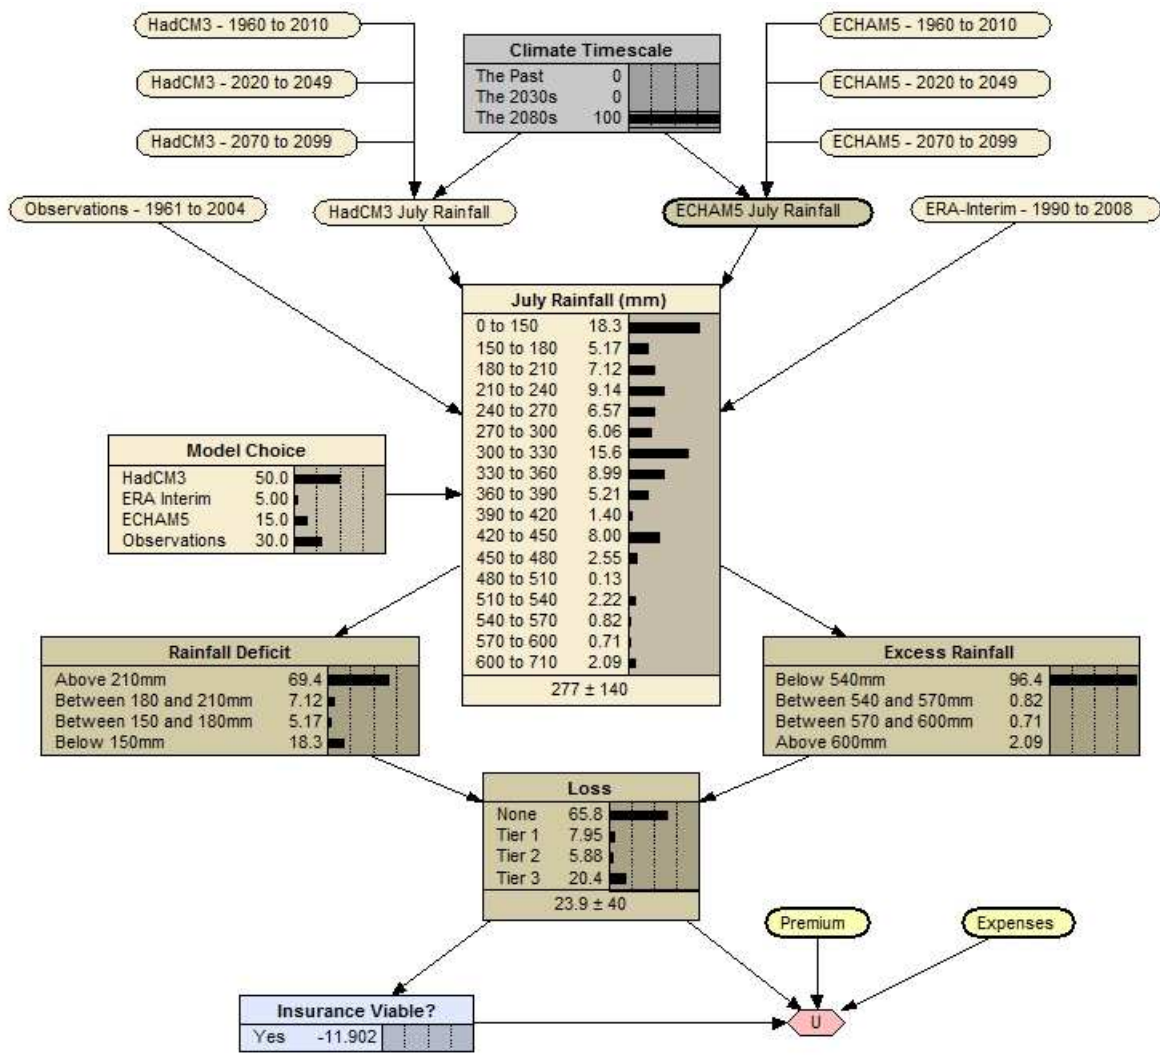 HadCM3 - 1960 to 2010
ECHAM5 - 1960 to 2010
Climate Timescale
The Past 0
The 2030s 0
The 2080s 100
HadCM3 - 2020 to 2049
ECHAM5 - 2020 to 2049
HadCM3 - 2070 to 2099
ECHAM5 - 2070 to 2099
Observations - 1961 to 2004
HadCM3 July Rainfall
ECHAM5 July Rainfall
ERA-Interim - 1990 to 2008
July Rainfall (mm)
0 to 150 18.3
150 to 180 5.17
180 to 210 7.12
210 to 240 9.14
240 to 270 6.57
270 to 300 6.06
300 to 330 15.6
330 to 360 8.99
360 to 390 5.21
390 to 420 1.40
420 to 450 8.00
450 to 480 2.55
480 to 510 0.13
510 to 540 2.22
540 to 570 0.82
570 to 600 0.71
600 to 710 2.09
277 ± 140
Model Choice
HadCM3 50.0
ERA Interim 5.00
ECHAM5 15.0
Observations 30.0
Rainfall Deficit
Above 210mm 69.4
Between 180 and 210mm 7.12
Between 150 and 180mm 5.17
Below 150mm 18.3
Excess Rainfall
Below 540mm 96.4
Between 540 and 570mm 0.82
Between 570 and 600mm 0.71
Above 600mm 2.09
Loss
None 65.8
Tier 1 7.95
Tier 2 5.88
Tier 3 20.4
23.9 ± 40
Premium
Expenses
Insurance Viable?
Yes -11.902
U